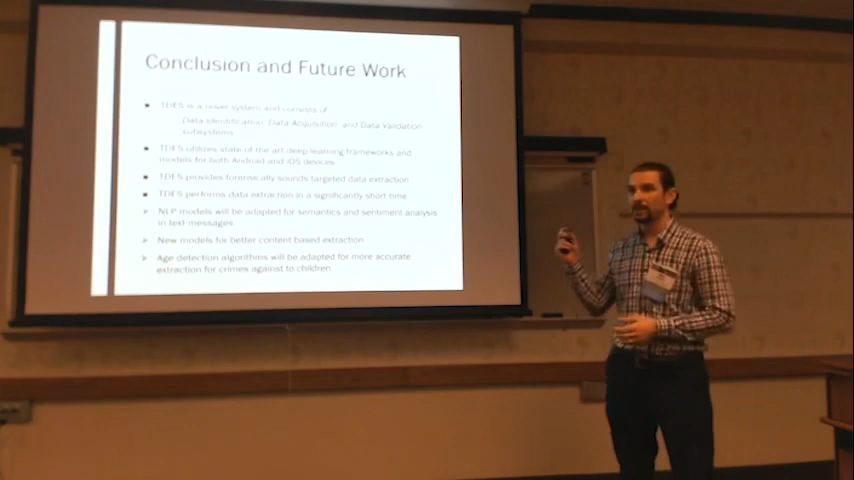 Conclusion and Future Work
TDES is a novel system and consists of
Data Identification, Data Acquisition, and Data Validation
subsystems
TDES utilizes state of the art deep learning frameworks and
models for both Android and iOS devices
TDES provides forensically sounds targeted data extraction
TDES performs data extraction in a significantly short time
NLP models will be adapted for semantics and sentiment analysis
in text messages.
New models for better content based extraction
Age detection algorithms will be adapted for more accurate
extraction for crimes against to children.